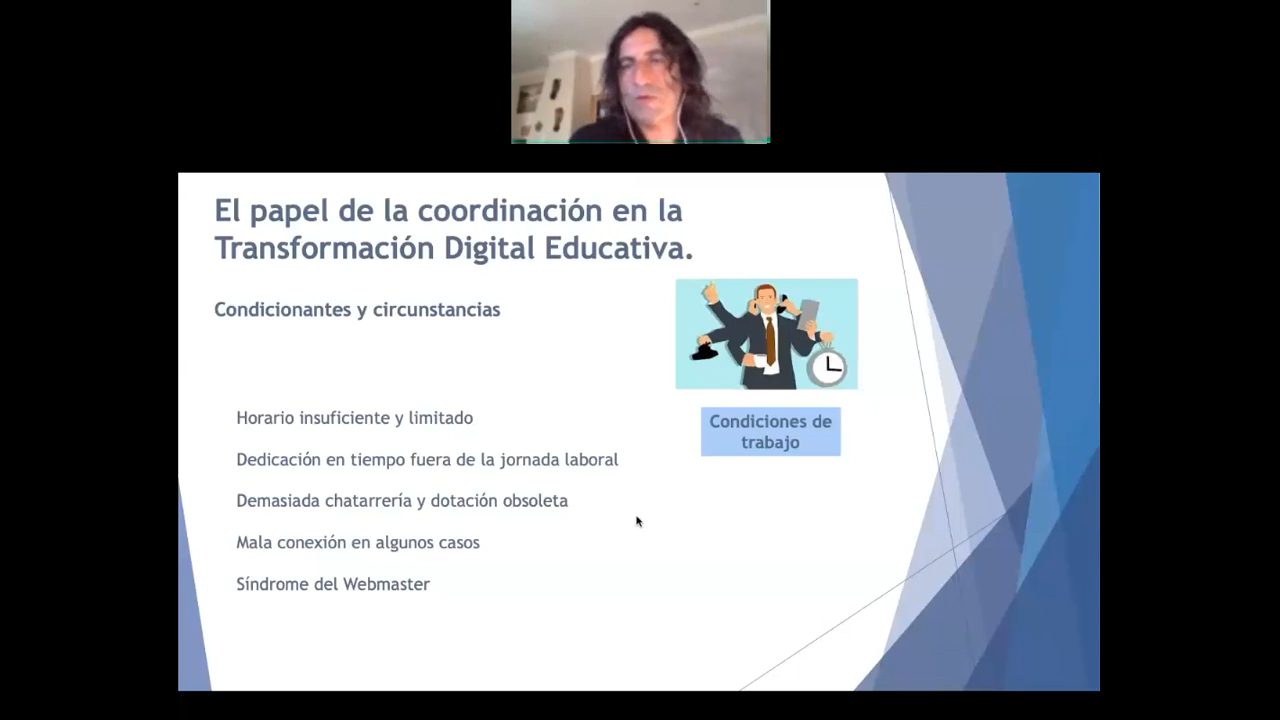 El papel de la coordinación en la
Transformación Digital Educativa.
Condicionantes y circunstancias
Horario insuficiente y limitado
Dedicación en tiempo fuera de la jornada laboral
Demasiada chatarrería y dotación obsoleta
Mala conexión en algunos casos
Síndrome del Webmaster
Condiciones de
trabajo